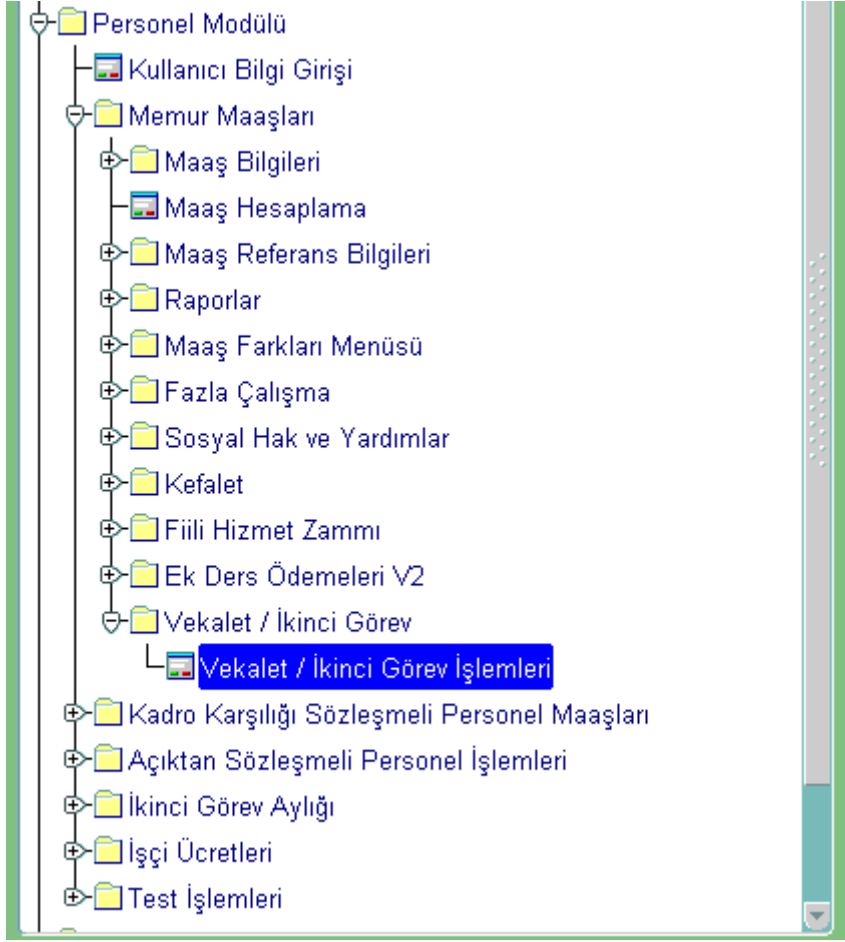 Personel Modülü
Kullanıcı Bilgi Girişi
Memur Maaşları
Maaş Bilgileri
Maaş Hesaplama
Maaş Referans Bilgileri
Raporlar
Maaş Farkları Menüsü
Fazla Çalışma
Sosyal Hak ve Yardımlar
Kefalet
Fiili Hizmet Zammı
Ek Ders Ödemeleri V2
Vekalet / İkinci Görev
Vekalet / İkinci Görev İşlemleri
Kadro Karşılığı Sözleşmeli Personel Maaşları
Açıktan Sözleşmeli Personel İşlemleri
İkinci Görev Aylığı
İşçi Ücretleri
Test İşlemleri